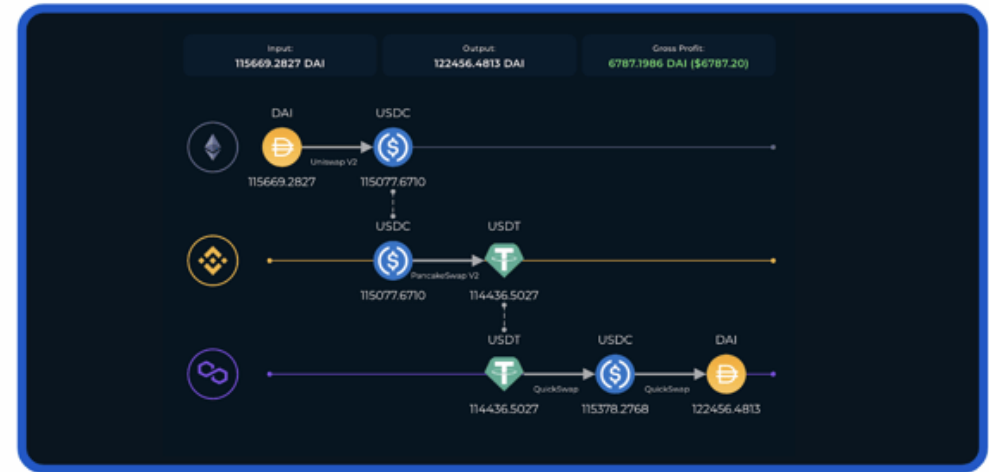 Input: Output: Gross Profit:
115669.2827 DAI 122456.4813 DAI 6787.1986 DAI ($6787.20)
DAI USDC
Uniswap V2
115669.2827 115077.6710
USDC USDT
PancakeSwap V2
115077.6710 114436.5027
USDT USDC DAI
QuickSwap QuickSwap
114436.5027 115378.2768 122456.4813